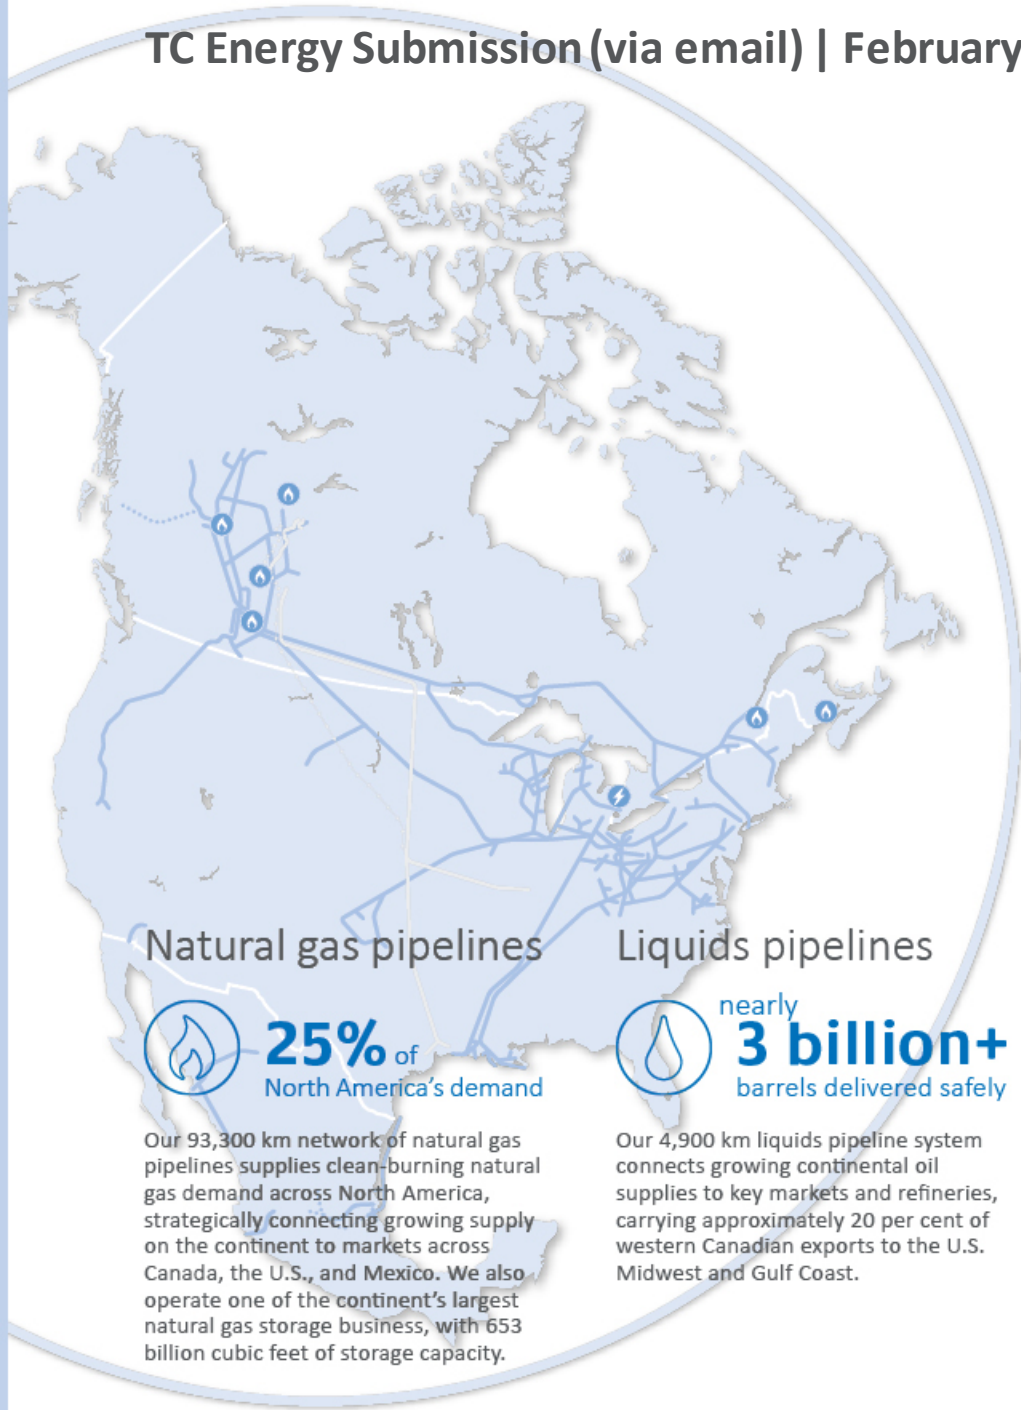 TC Energy Submission (via email) | February
Natural gas pipelines
25% of
North America's demand
Our 93,300 km network of natural gas
pipelines supplies clean-burning natural
gas demand across North America,
strategically connecting growing supply
on the continent to markets across
Canada, the U.S., and Mexico. We also
operate one of the continent's largest
natural gas storage business, with 653
billion cubic feet of storage capacity.
Liquids pipelines
nearly
3 billion+
barrels delivered safely
Our 4,900 km liquids pipeline system
connects growing continental oil
supplies to key markets and refineries,
carrying approximately 20 per cent of
western Canadian exports to the U.S.
Midwest and Gulf Coast.